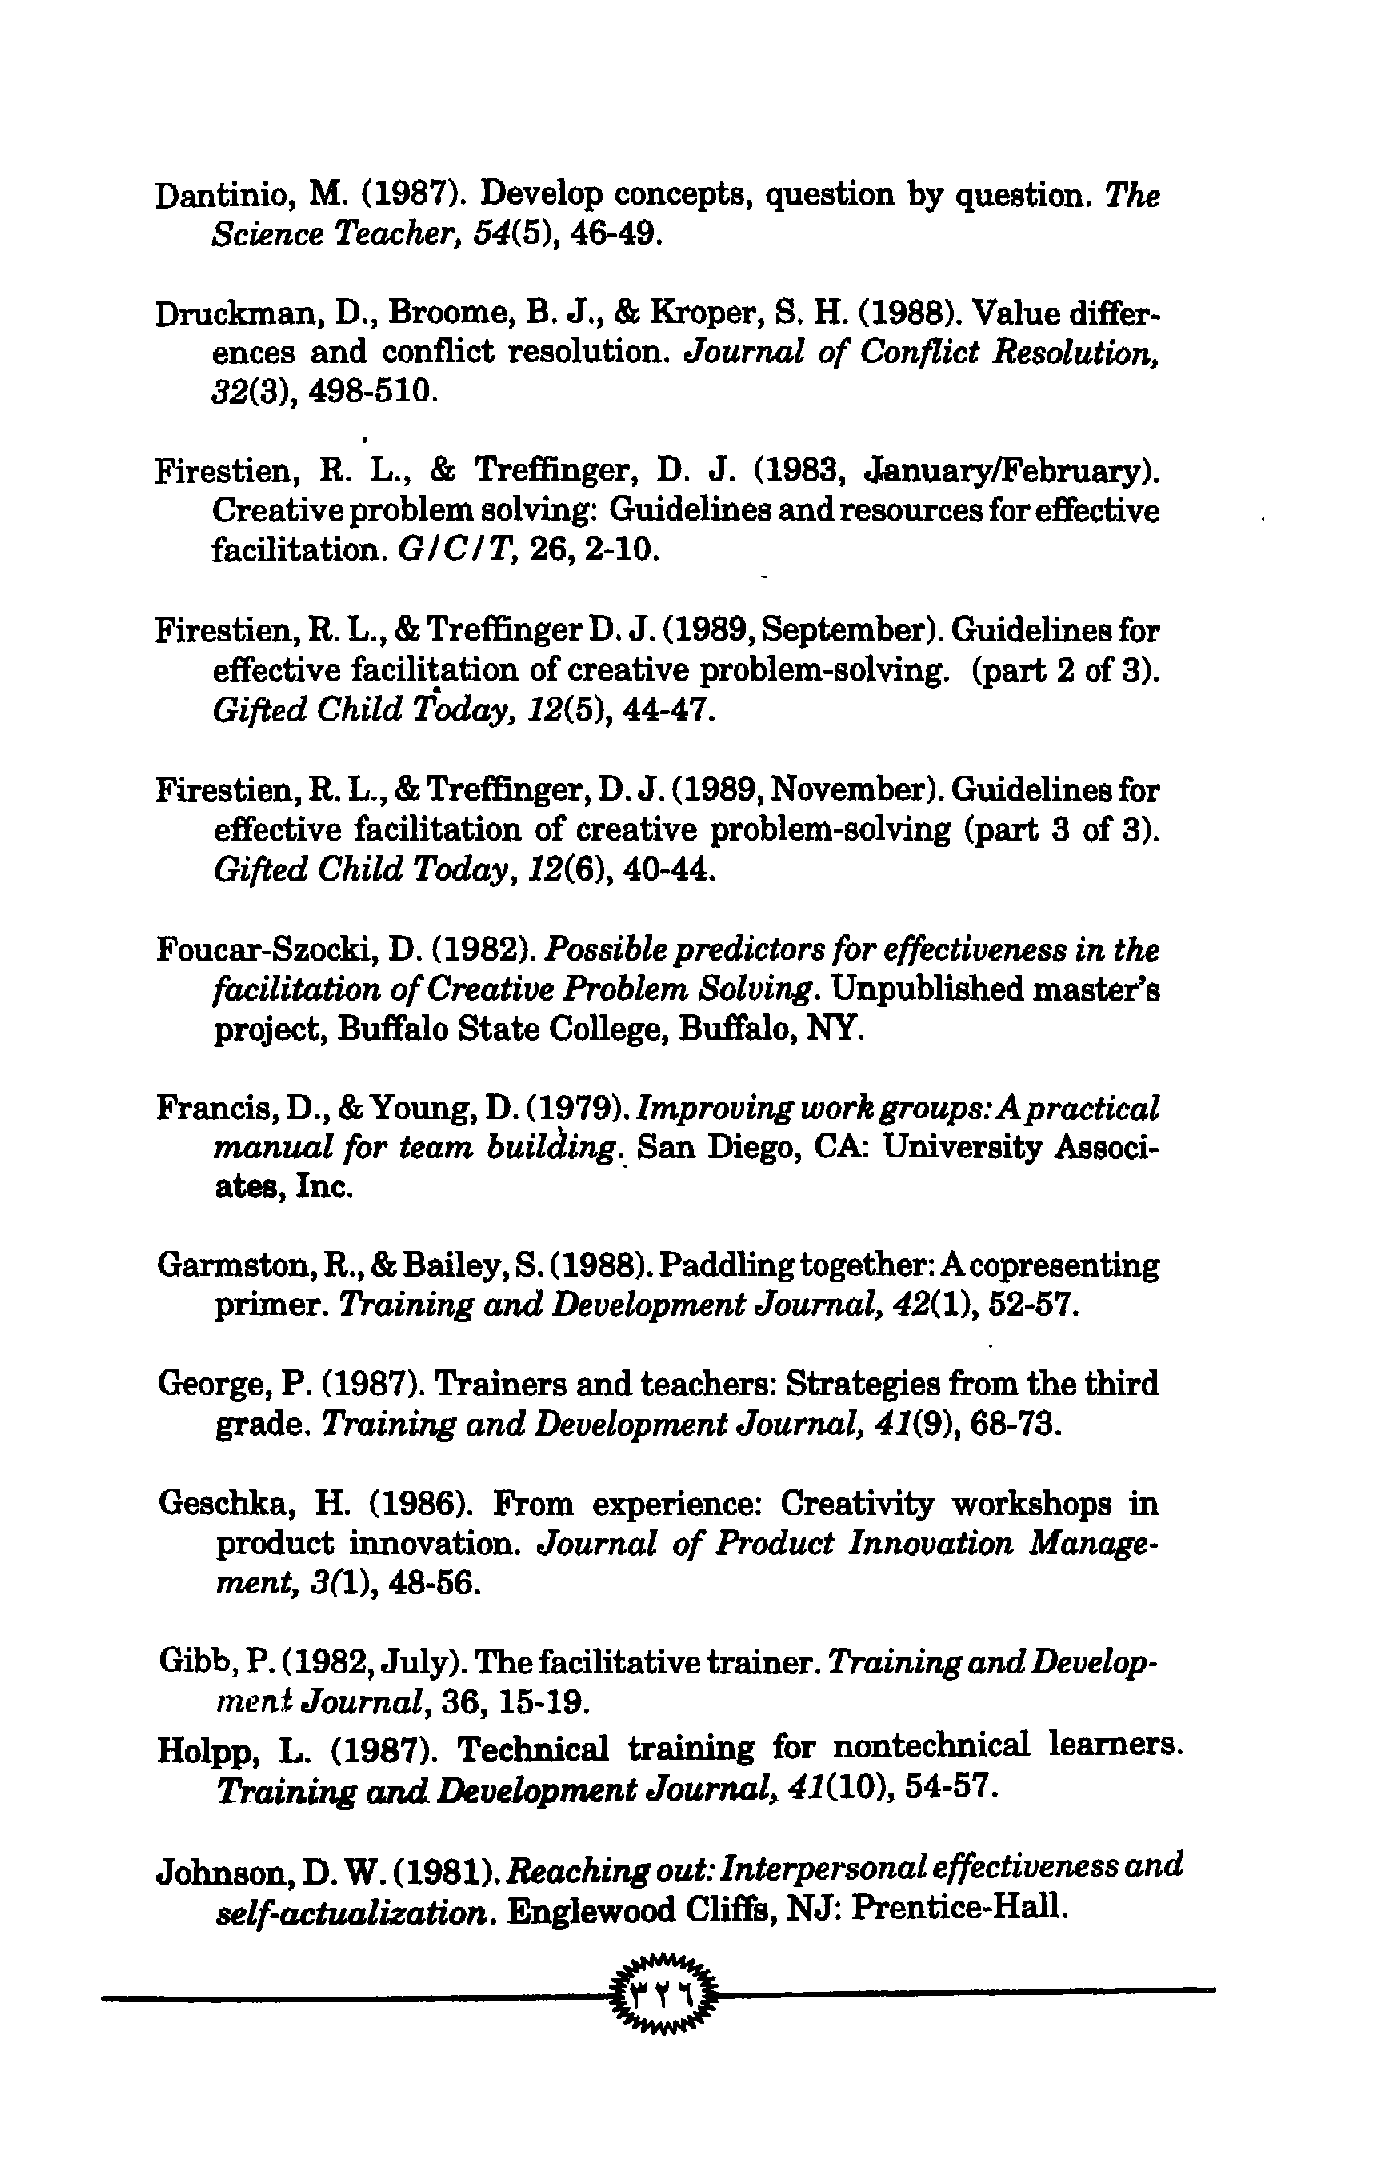 Dantinio, M. (1987). Develop concepts, question by question. The
Science Teacher, 54(5), 46-49.
Druckman, D., Broome, B. J., & Kroper, S. H. (1988). Value differ-
ences and conflict resolution. Journal of Conflict Resolution,
32(3), 498-510.
Firestien, R. L., & Treffinger, D. J. (1983, January/February).
Creative problem solving: Guidelines and resources for effective
facilitation. G/C/T, 26, 2-10.
Firestien, R. L., & Treffinger D. J. (1989, September). Guidelines for
effective facilitation of creative problem-solving. (part 2 of 3).
Gifted Child Today, 12(5), 44-47.
Firestien, R. L., & Treffinger, D. J. (1989, November). Guidelines for
effective facilitation of creative problem-solving (part 3 of 3).
Gifted Child Today, 12(6), 40-44.
Foucar-Szocki, D. (1982). Possible predictors for effectiveness in the
facilitation of Creative Problem Solving. Unpublished master's
project, Buffalo State College, Buffalo, NY.
Francis, D., & Young, D. (1979). Improving work groups: A practical
manual for team building. San Diego, CA: University Associ-
ates, Inc.
Garmston, R., & Bailey, S. (1988). Paddling together: A copresenting
primer. Training and Development Journal, 42(1), 52-57.
George, P. (1987). Trainers and teachers: Strategies from the third
grade. Training and Development Journal, 41(9), 68-73.
Geschka, H. (1986). From experience: Creativity workshops in
product innovation. Journal of Product Innovation Manage-
ment, 3(1), 48-56.
Gibb, P. (1982, July). The facilitative trainer. Training and Develop-
ment Journal, 36, 15-19.
Holpp, L. (1987). Technical training for nontechnical learners.
Training and Development Journal, 41(10), 54-57.
Johnson, D. W. (1981). Reaching out: Interpersonal effectiveness and
self-actualization. Englewood Cliffs, NJ: Prentice-Hall.
٣٢٦